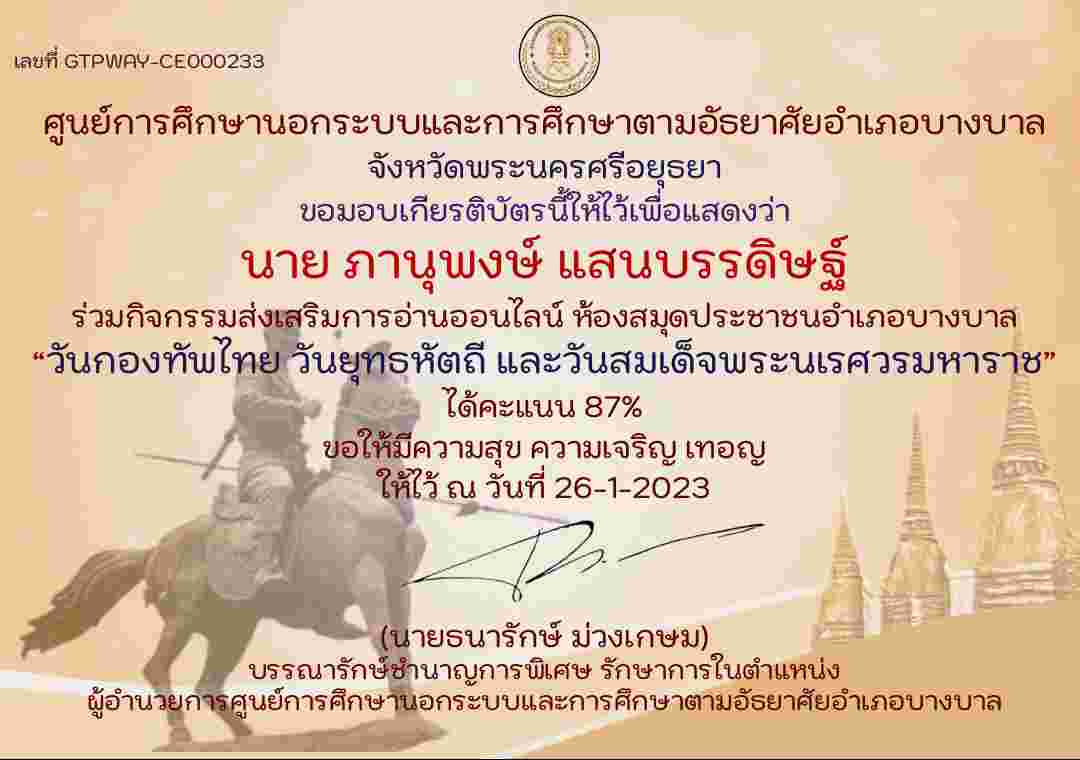 เลขที่ GTPWAY-CE000233
ศูนย์การศึกษานอกระบบและการศึกษาตามอัธยาศัยอำเภอบางบาล
จังหวัดพระนครศรีอยุธยา
ขอมอบเกียรติบัตรนี้ให้ไว้เพื่อแสดงว่า
นาย ภานุพงษ์ แสนบรรดิษฐ์
ร่วมกิจกรรมส่งเสริมการอ่านออนไลน์ ห้องสมุดประชาชนอำเภอบางบาล
“วันกองทัพไทย วันยุทธหัตถี และวันสมเด็จพระนเรศวรมหาราช”
ได้คะแนน 87%
ขอให้มีความสุข ความเจริญ เทอญ
ให้ไว้ ณ วันที่ 26-1-2023
(นายธนารักษ์ ม่วงเกษม)
บรรณารักษ์ชำนาญการพิเศษ รักษาการในตำแหน่ง
ผู้อำนวยการศูนย์การศึกษานอกระบบและการศึกษาตามอัธยาศัยอำเภอบางบาล